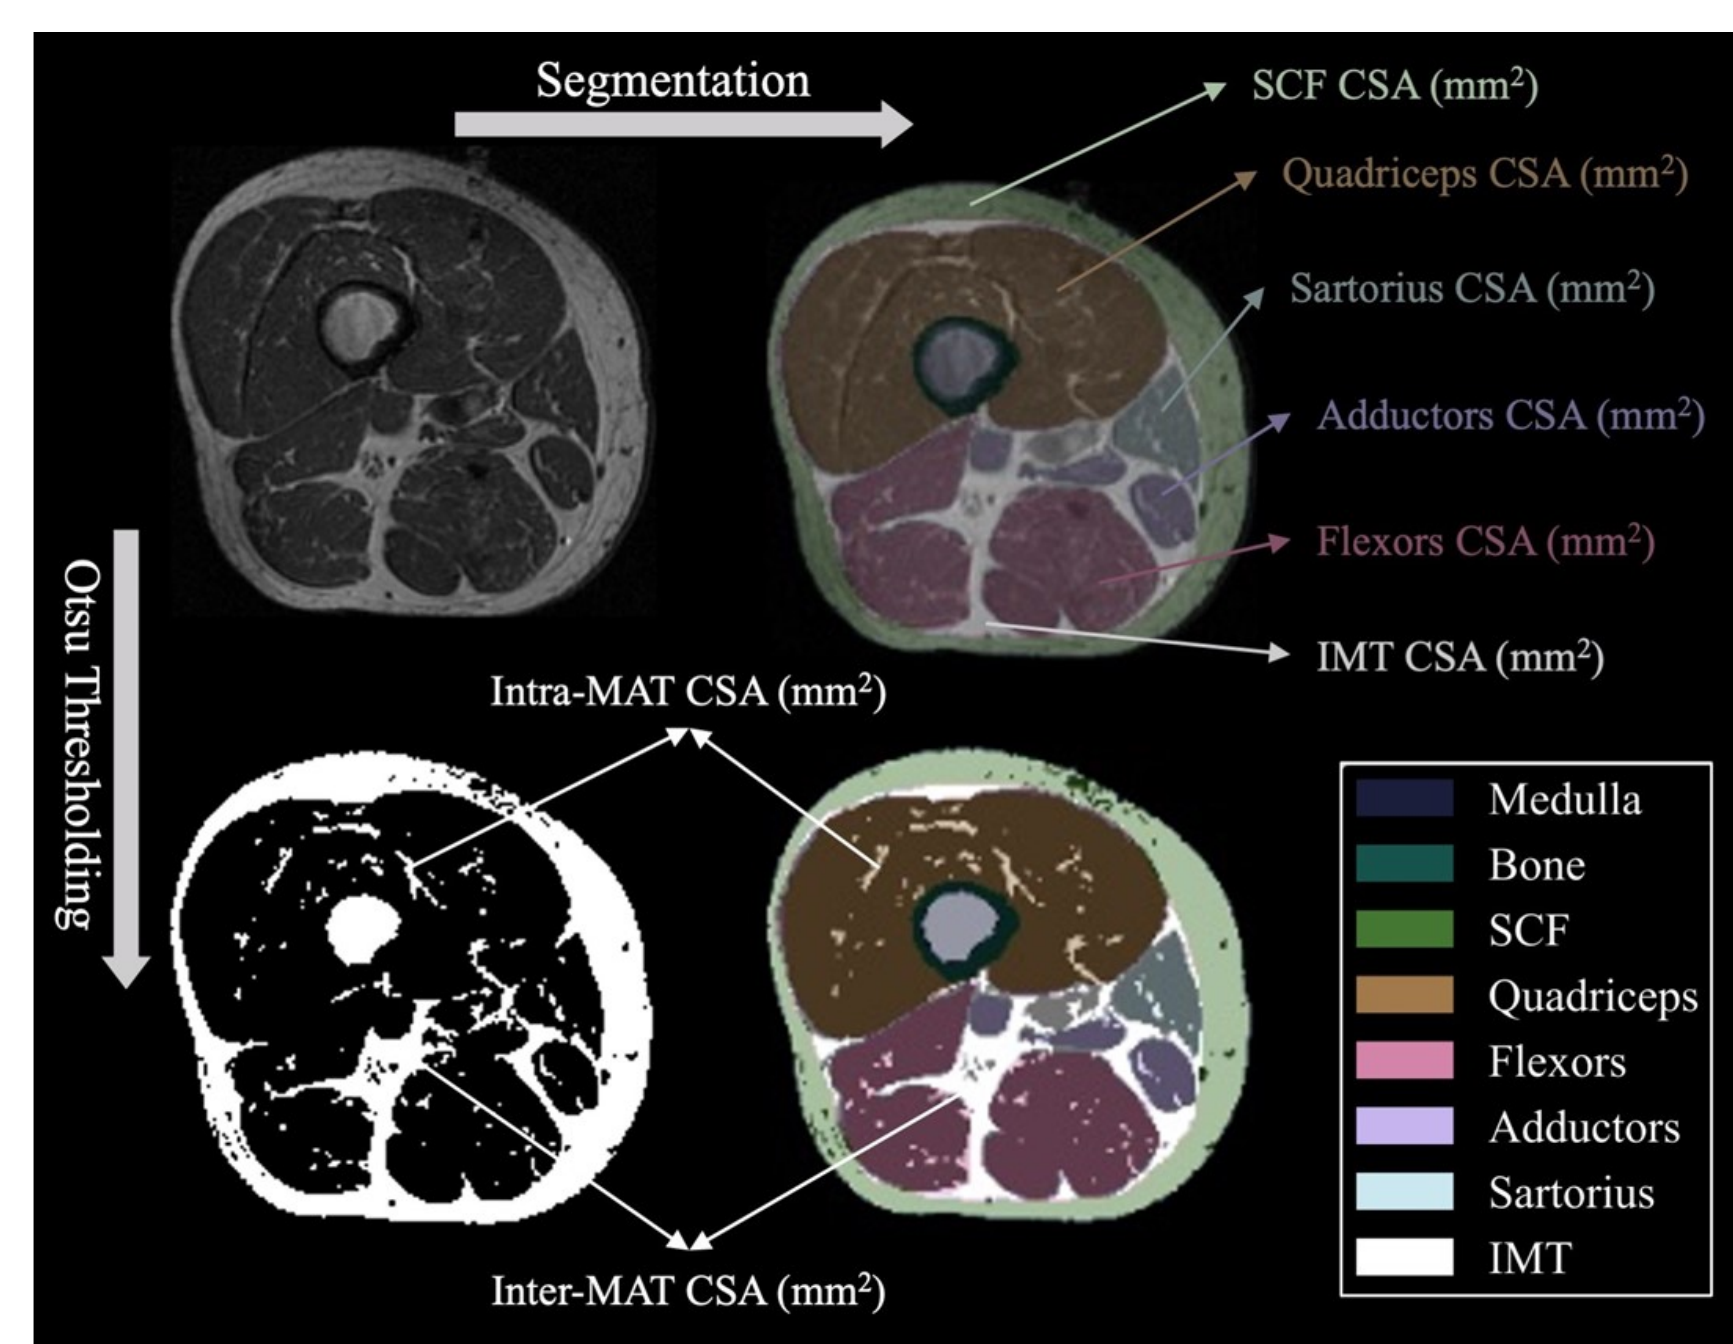 Segmentation
SCF CSA (mm²)
Quadriceps CSA (mm²)
Sartorius CSA (mm²)
Adductors CSA (mm²)
Flexors CSA (mm²)
IMT CSA (mm²)
Otsu Thresholding
Intra-MAT CSA (mm²)
Inter-MAT CSA (mm²)
Medulla
Bone
SCF
Quadriceps
Flexors
Adductors
Sartorius
IMT